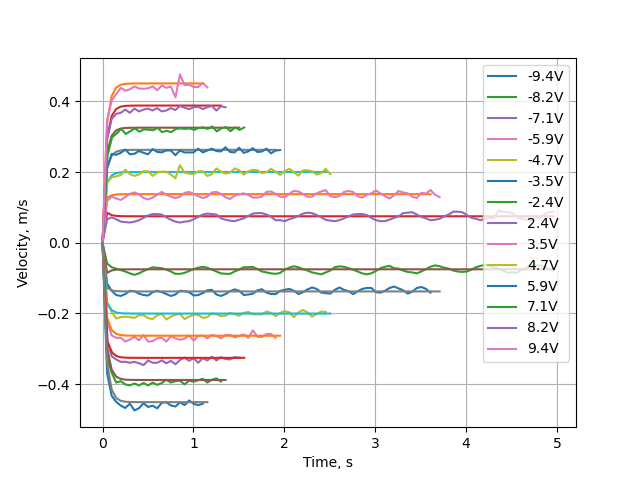 Velocity, m/s
0.4
0.2
0.0
−0.2
−0.4
-9.4V
-8.2V
-7.1V
-5.9V
-4.7V
-3.5V
-2.4V
2.4V
3.5V
4.7V
5.9V
7.1V
8.2V
9.4V
0 1 2 3 4 5
Time, s